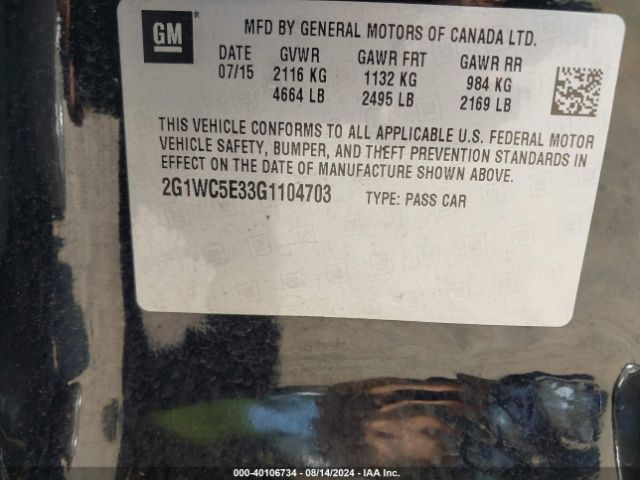 GM
MFD BY GENERAL MOTORS OF CANADA LTD.
DATE GVWR GAWR FRT GAWR RR
07/15 2116 KG 1132 KG 984 KG
4664 LB 2495 LB 2169 LB
THIS VEHICLE CONFORMS TO ALL APPLICABLE U.S. FEDERAL MOTOR
VEHICLE SAFETY, BUMPER, AND THEFT PREVENTION STANDARDS IN
EFFECT ON THE DATE OF MANUFACTURE SHOWN ABOVE.
2G1WC5E33G1104703 TYPE: PASS CAR
000-40106734 - 08/14/2024 - IAA Inc.